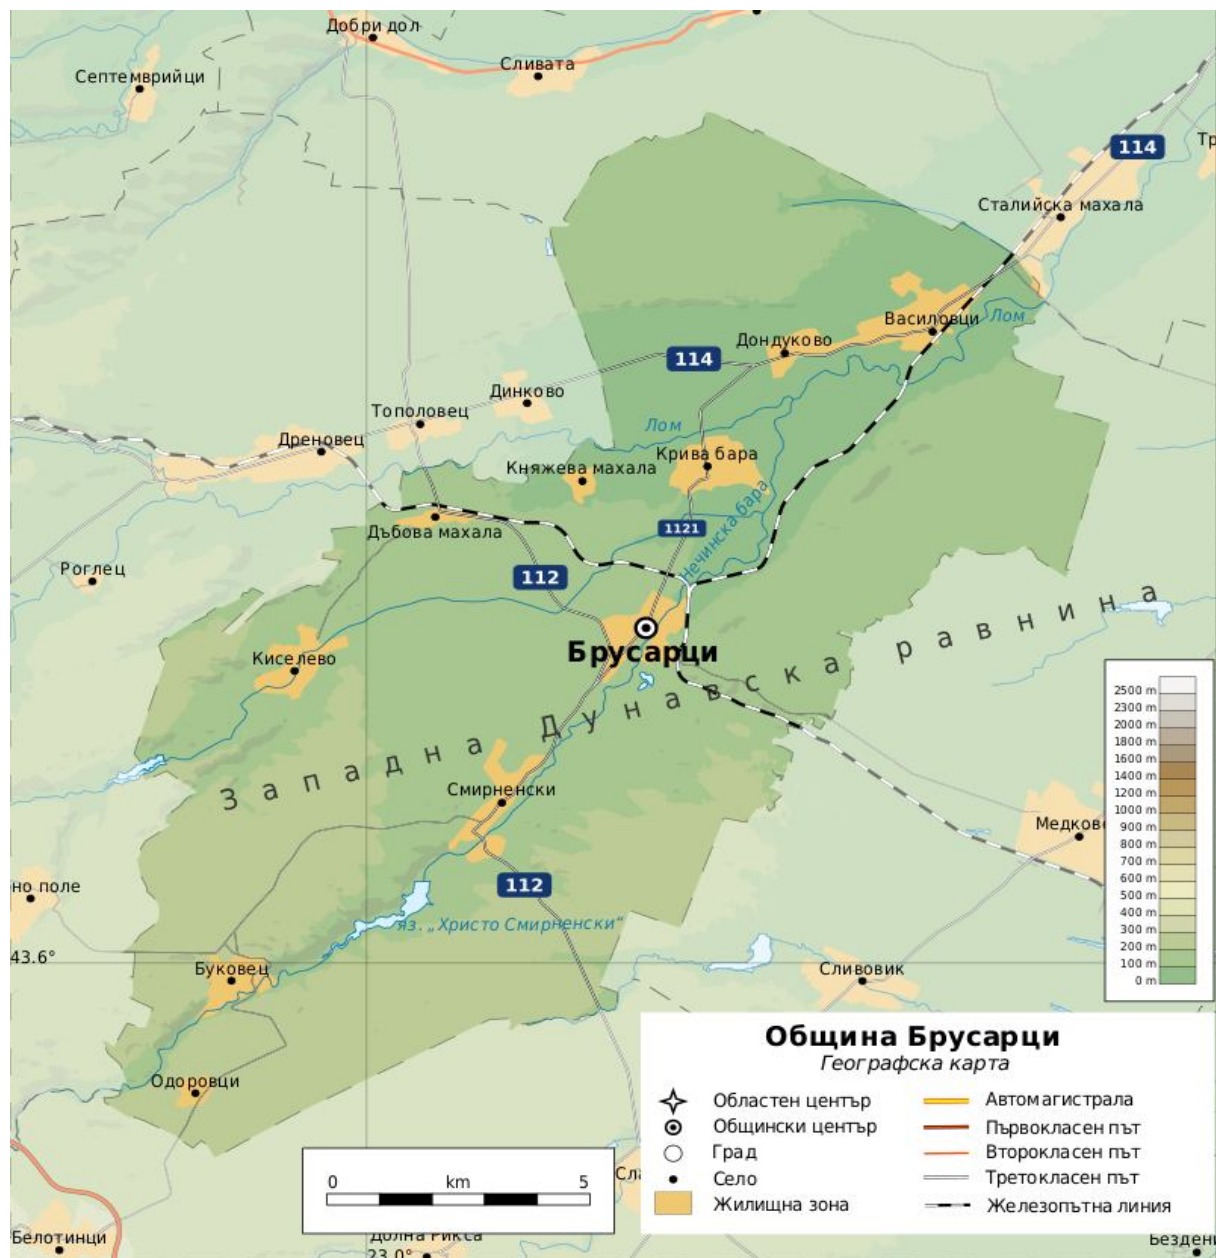 Добри дол
Сливата
Септемврийци
114
Сталийска махала
Лом
Василовци
Дондуково
114
Динково
Тополовец
Лом
Дреновец
Крива бара
Княжева махала
Нечинска бара
Дъбова махала
1121
Роглец
112
Брусарци
Киселево
Западна Дунавска равнина
Смирненски
112
яз. „Христо Смирненски“
но поле
43.6°
Буковец
Сливовик
Одоровци
Белотинци
23.0°
2500 m
2300 m
2000 m
1800 m
1600 m
1400 m
1200 m
1000 m
900 m
800 m
700 m
600 m
500 m
400 m
300 m
200 m
100 m
0 m
Община Брусарци
Географска карта
Областен център
Общински център
Град
Село
Жилищна зона
Автомагистрала
Първокласен път
Второкласен път
Третокласен път
Железопътна линия
0 km 5